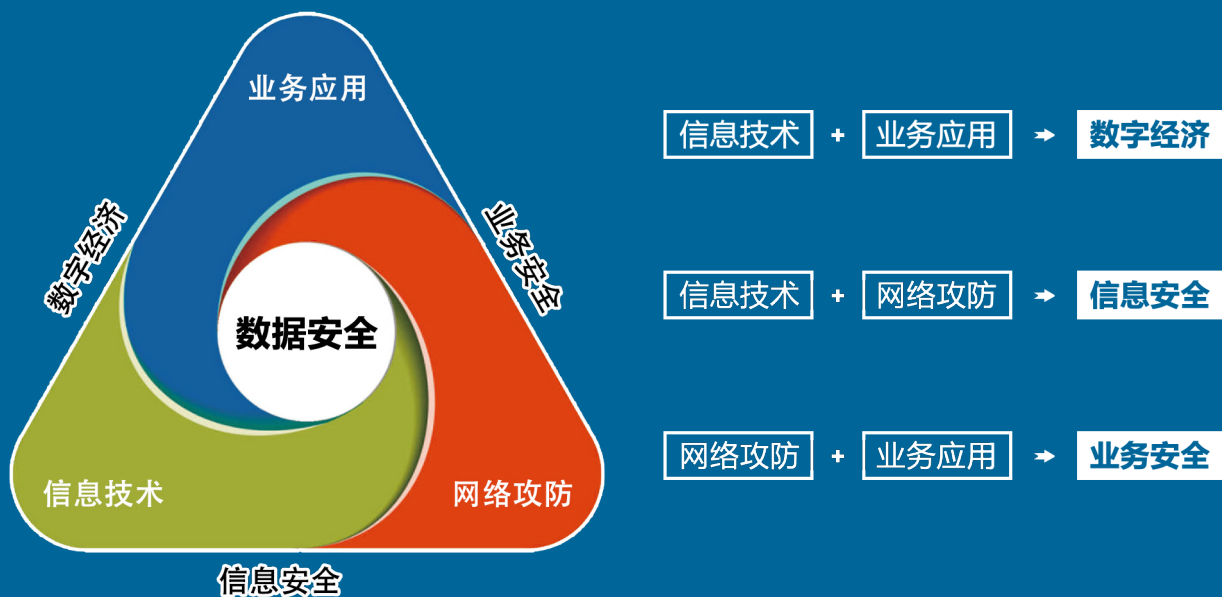 业务应用
数字经济
业务安全
数据安全
信息技术
网络攻防
信息安全
信息技术 + 业务应用 → 数字经济
信息技术 + 网络攻防 → 信息安全
网络攻防 + 业务应用 → 业务安全